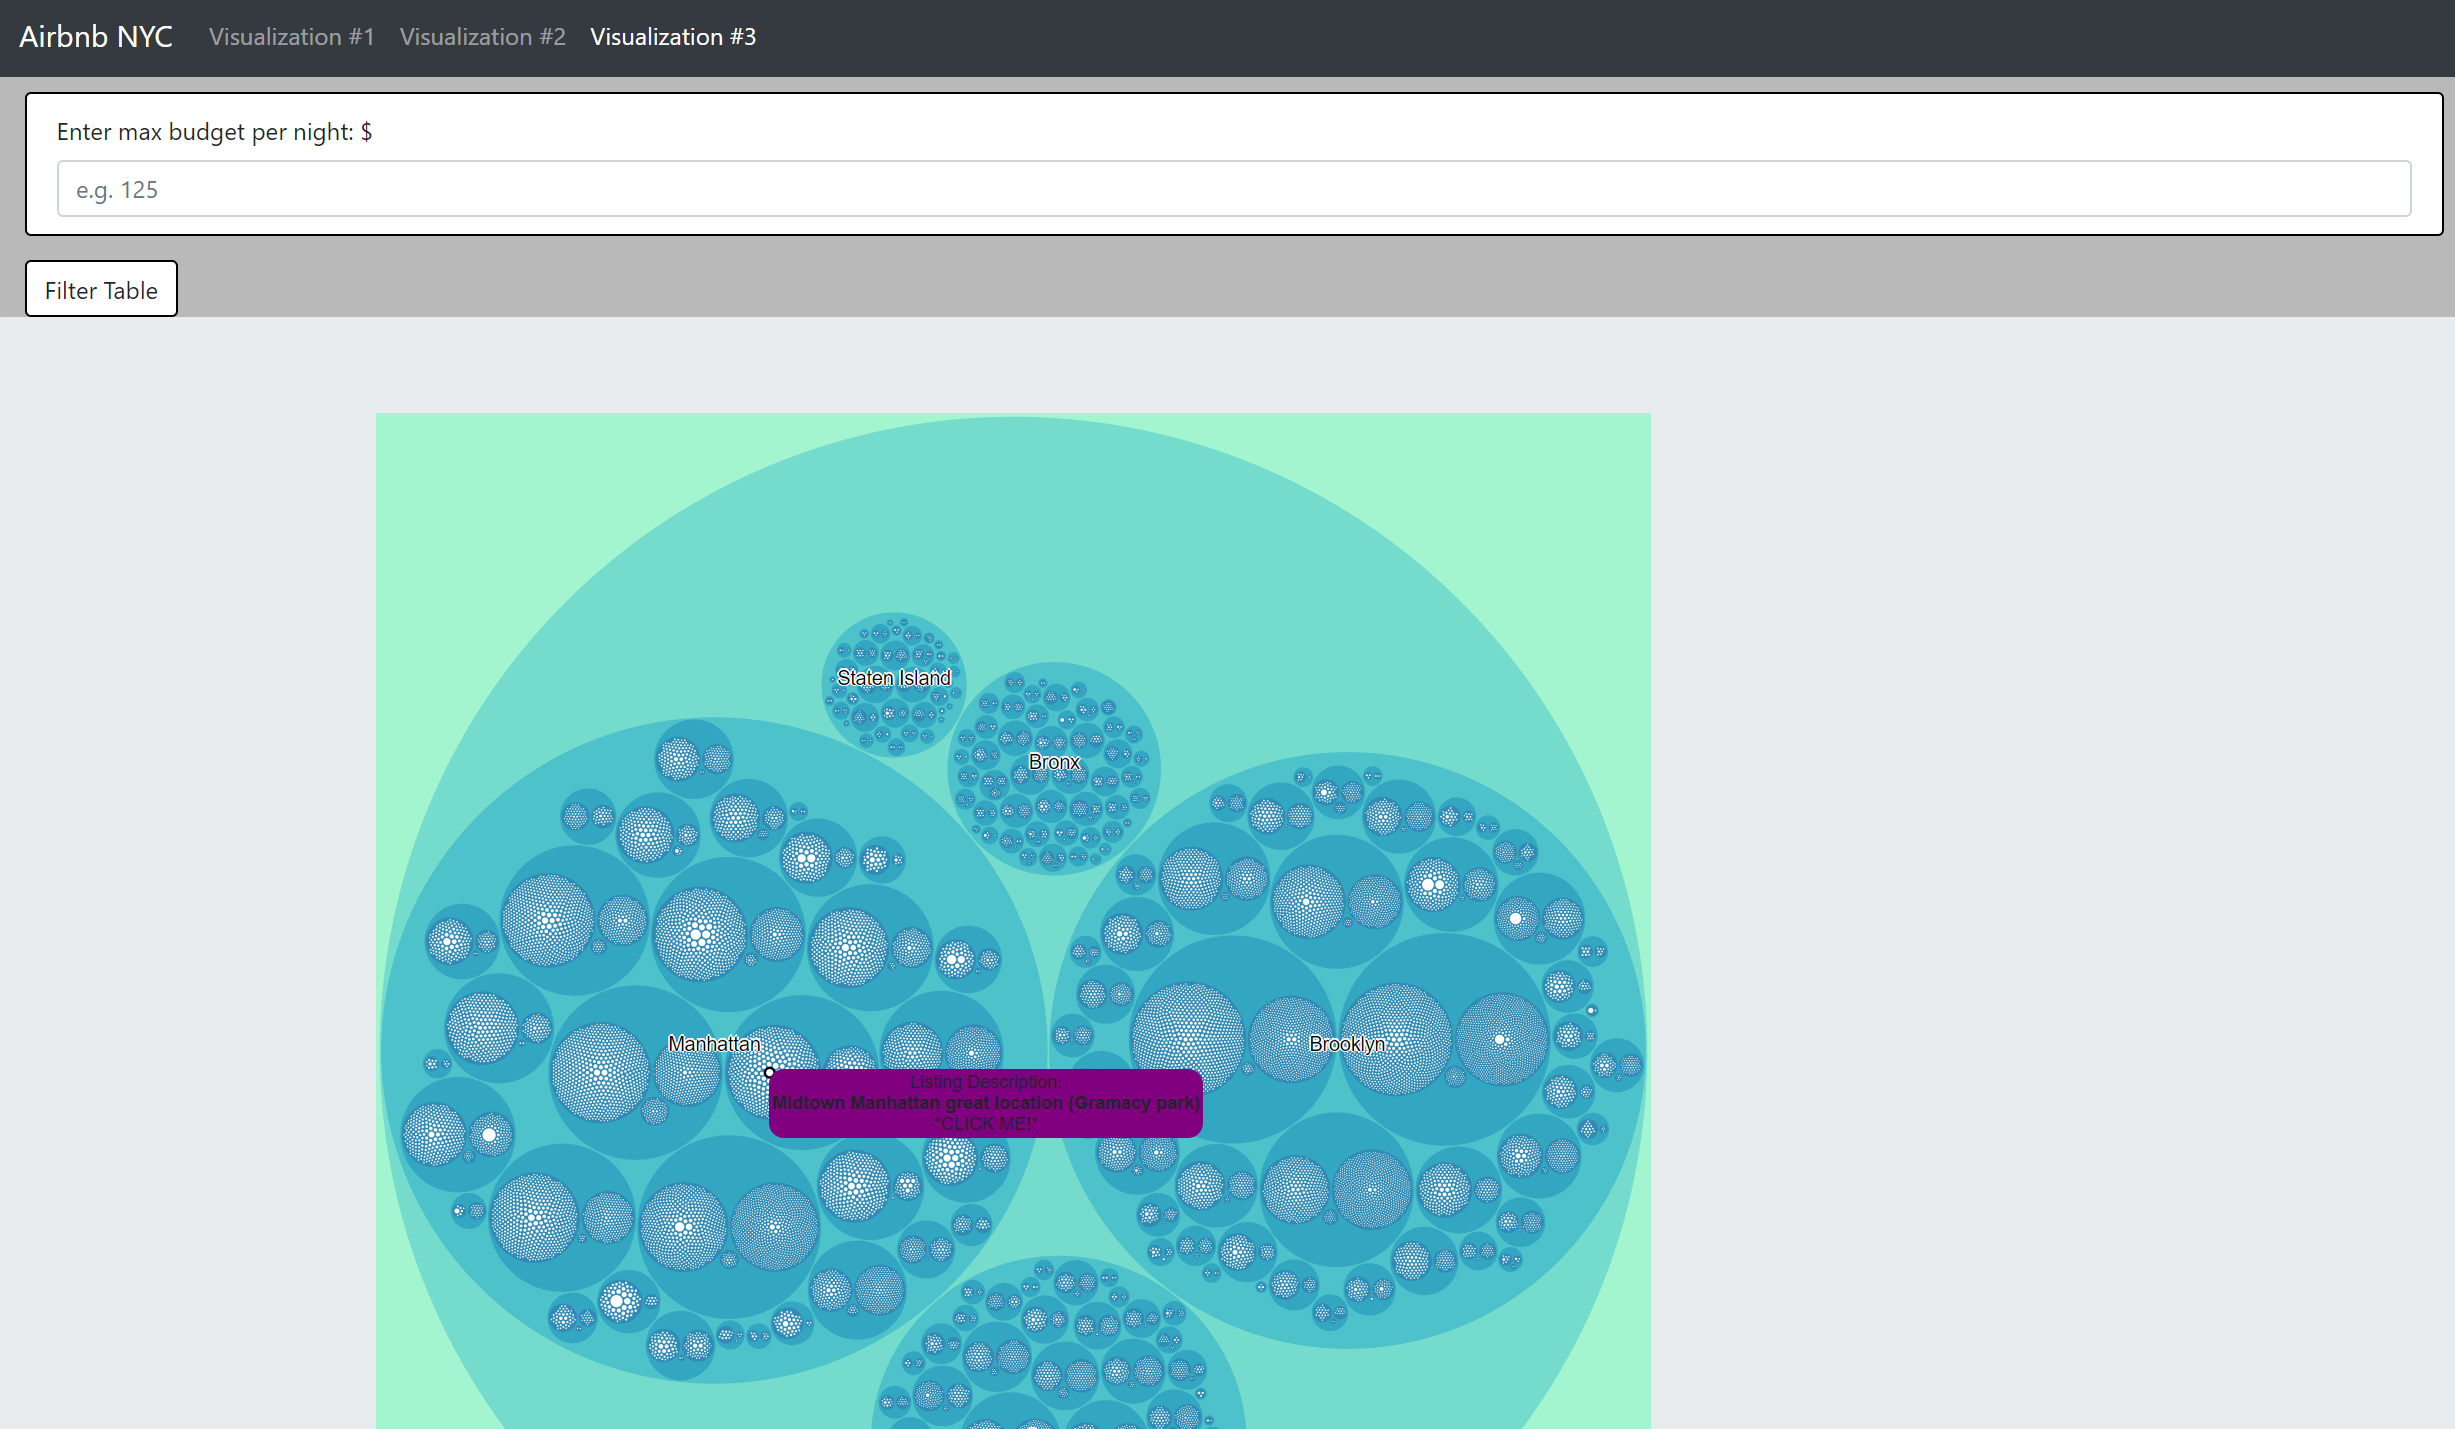 Airbnb NYC Visualization #1 Visualization #2 Visualization #3
Enter max budget per night: $
e.g. 125
Filter Table
Staten Island
Bronx
Manhattan
Brooklyn
Listing Description:
Midtown Manhattan great location (Gramacy park)
*CLICK ME!*